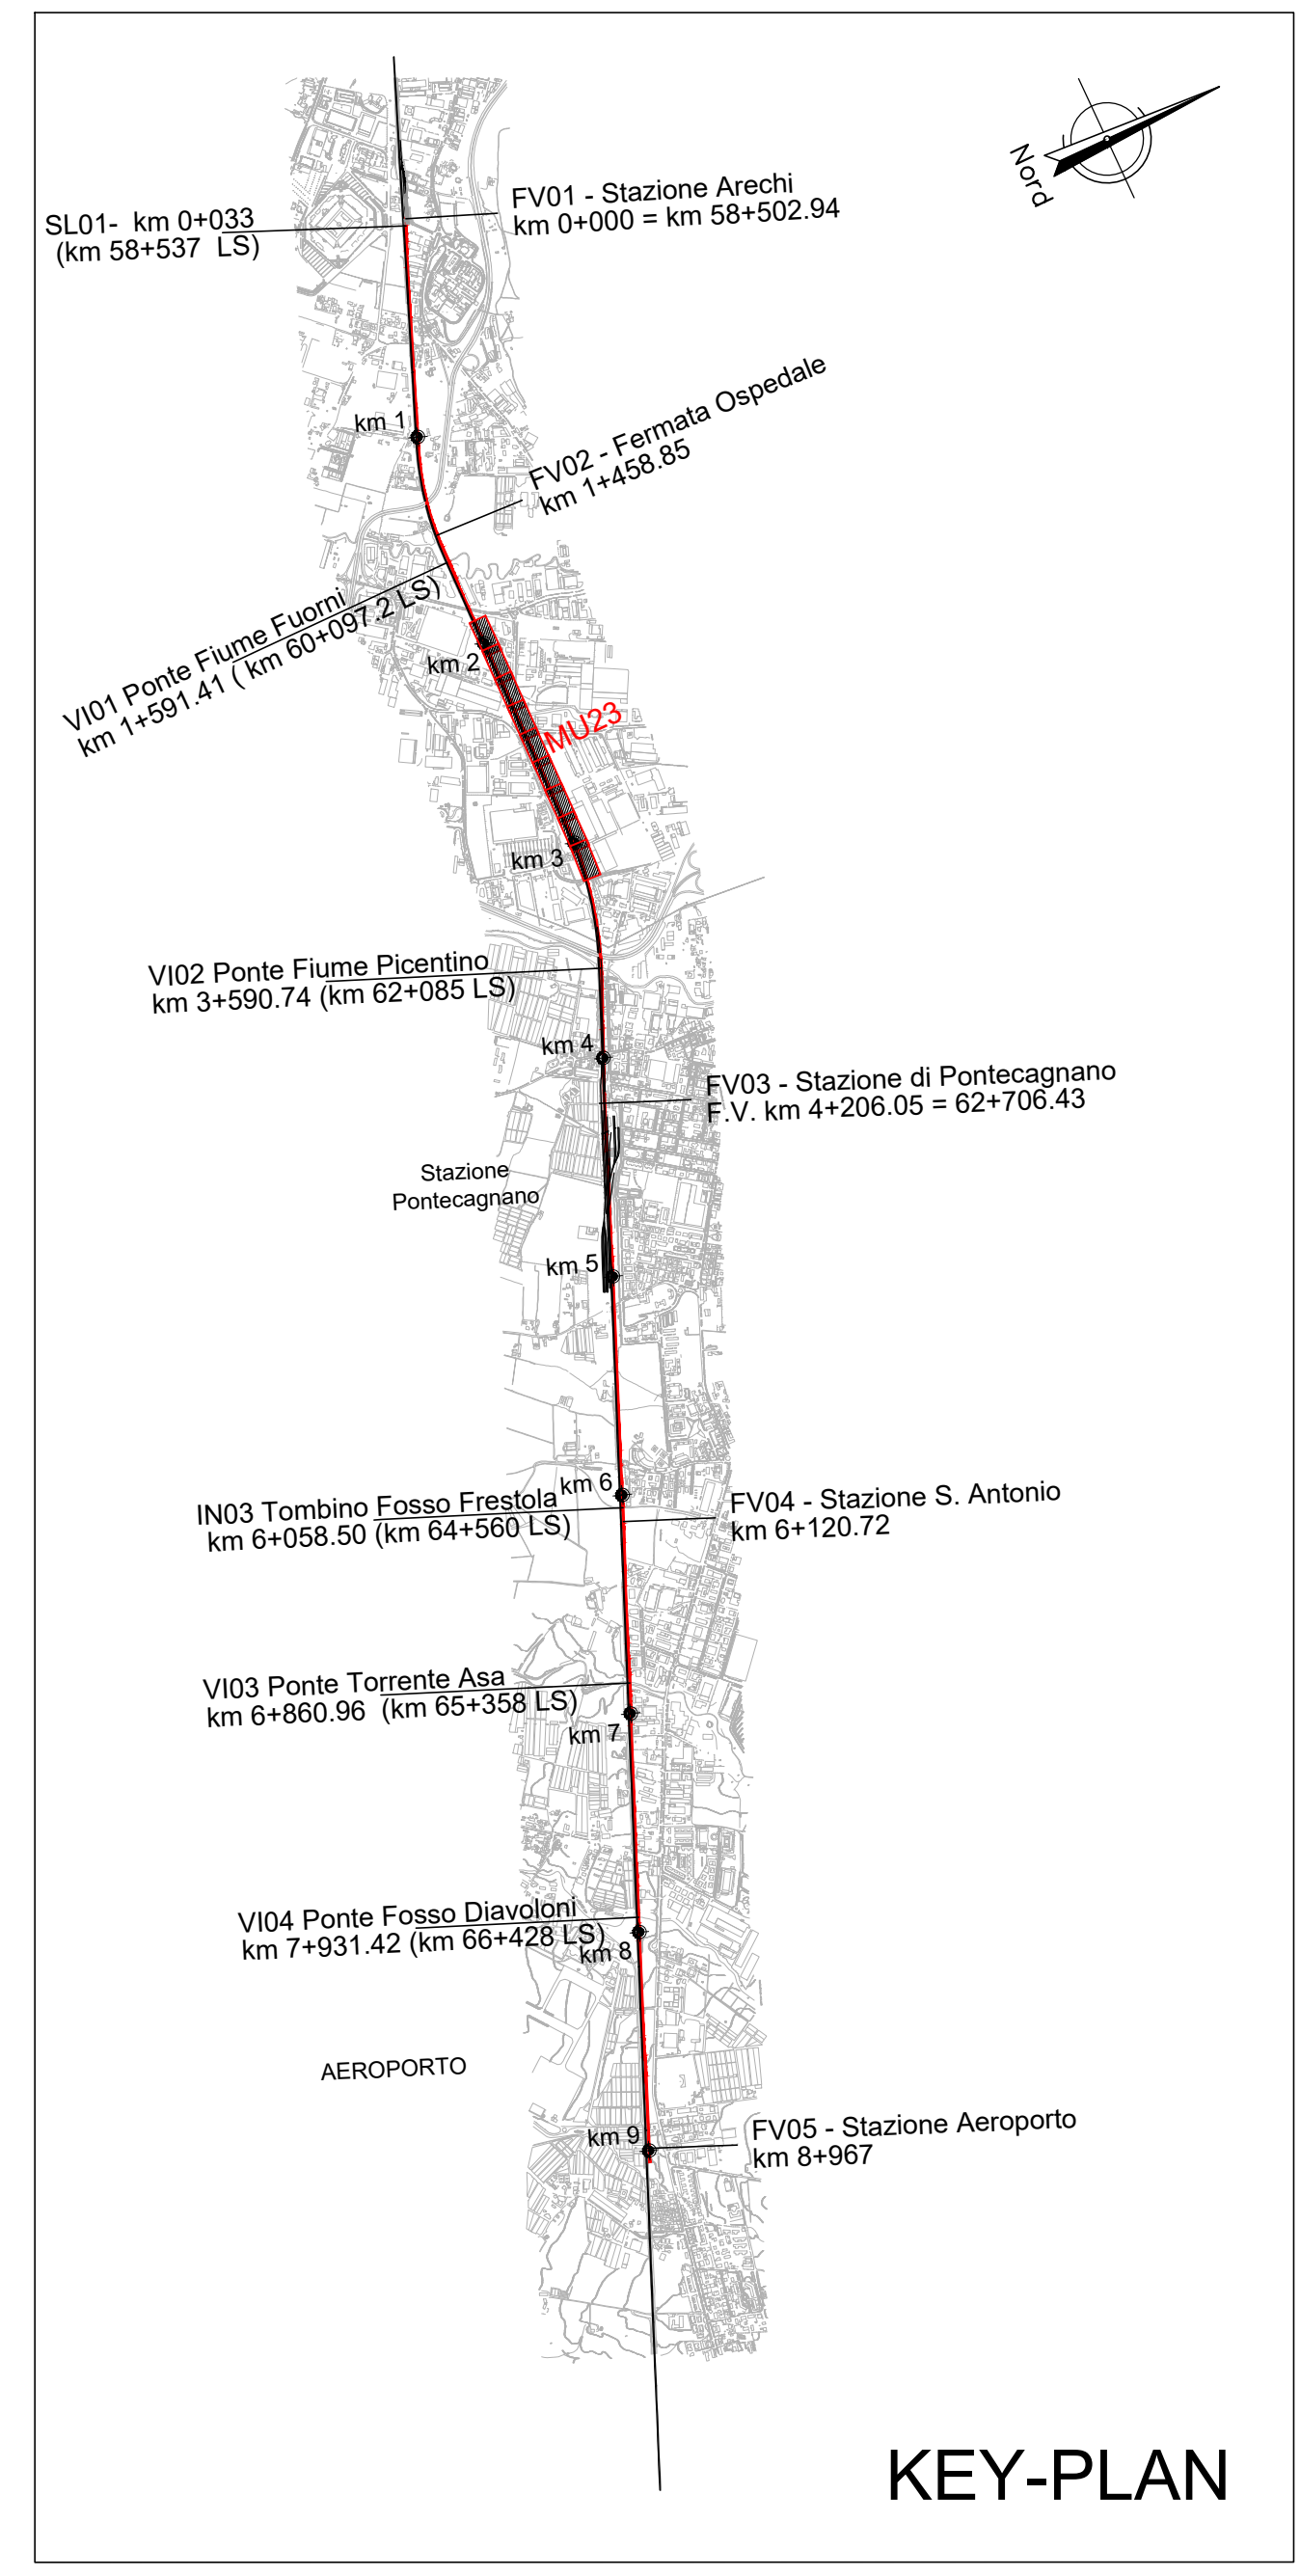 Nord
FV01 - Stazione Arechi
km 0+000 = km 58+502.94
SL01- km 0+033
(km 58+537 LS)
km 1
FV02 - Fermata Ospedale
km 1+458.85
VI01 Ponte Fiume Fuorni
km 1+591.41 ( km 60+097.2 LS)
km 2
MU23
km 3
VI02 Ponte Fiume Picentino
km 3+590.74 (km 62+085 LS)
km 4
FV03 - Stazione di Pontecagnano
F.V. km 4+206.05 = 62+706.43
Stazione
Pontecagnano
km 5
km 6
IN03 Tombino Fosso Frestola
km 6+058.50 (km 64+560 LS)
FV04 - Stazione S. Antonio
km 6+120.72
VI03 Ponte Torrente Asa
km 6+860.96 (km 65+358 LS)
km 7
VI04 Ponte Fosso Diavoloni
km 7+931.42 (km 66+428 LS)
km 8
AEROPORTO
km 9
FV05 - Stazione Aeroporto
km 8+967
KEY-PLAN